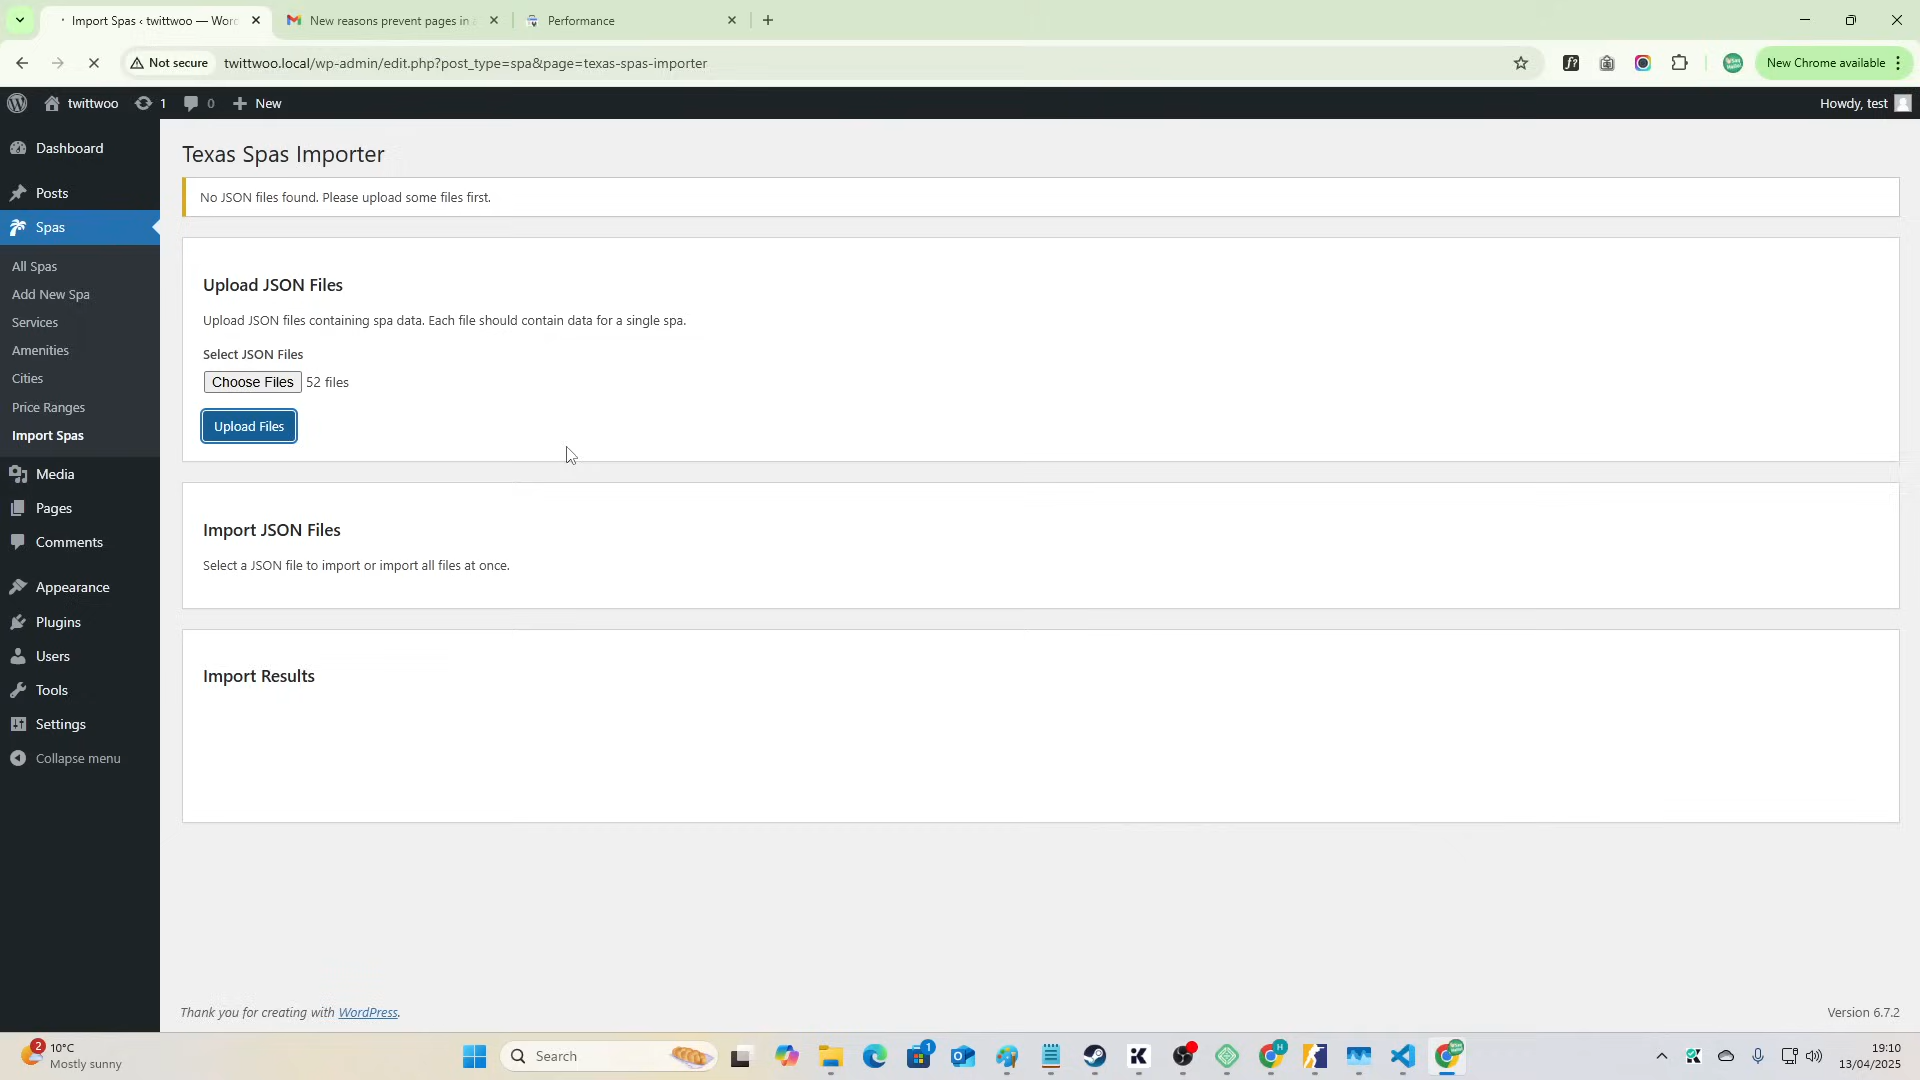 Import Spas ‹ twittwoo — Wor
New reasons prevent pages in a
Performance
Not secure
twittwoo.local/wp-admin/edit.php?post_type=spa&page=texas-spas-importer
New Chrome available
twittwoo
1
0
New
Howdy, test
Dashboard
Posts
Spas
All Spas
Add New Spa
Services
Amenities
Cities
Price Ranges
Import Spas
Media
Pages
Comments
Appearance
Plugins
Users
Tools
Settings
Collapse menu
Texas Spas Importer
No JSON files found. Please upload some files first.
Upload JSON Files
Upload JSON files containing spa data. Each file should contain data for a single spa.
Select JSON Files
Choose Files 52 files
Upload Files
Import JSON Files
Select a JSON file to import or import all files at once.
Import Results
Thank you for creating with WordPress.
Version 6.7.2
2
10°C
Mostly sunny
Search
1
19:10
13/04/2025